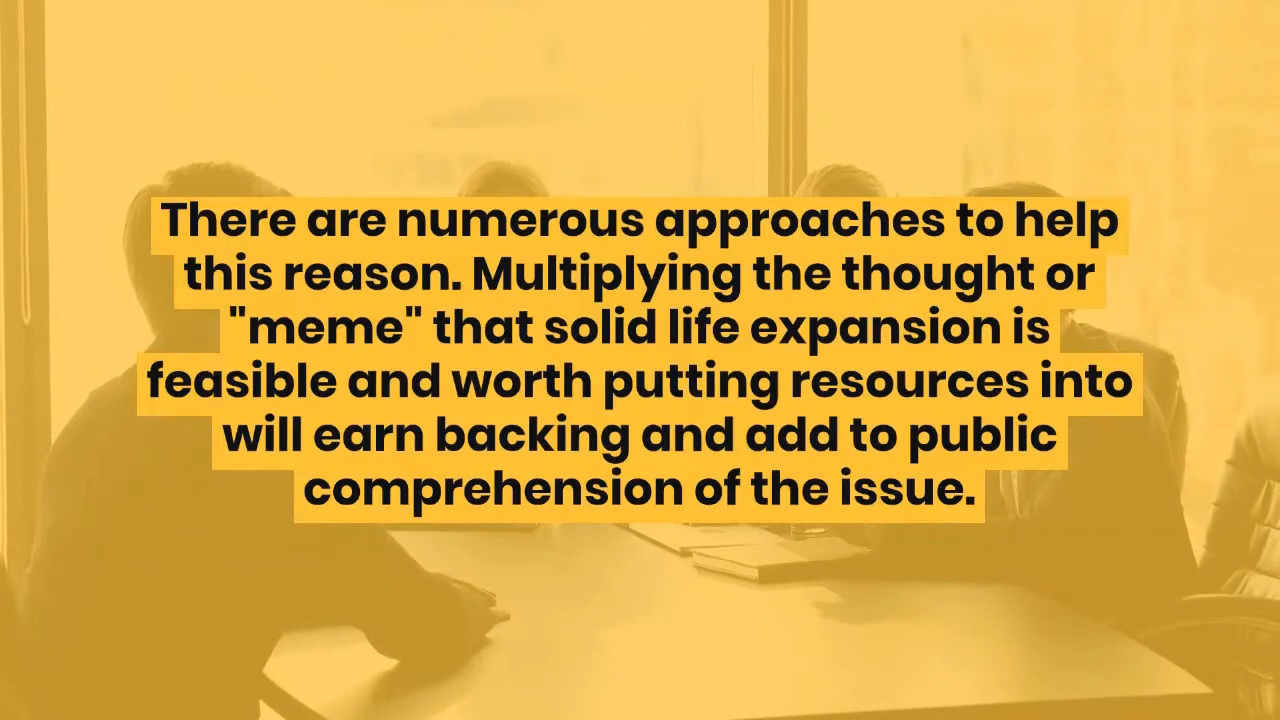 There are numerous approaches to help
this reason. Multiplying the thought or
"meme" that solid life expansion is
feasible and worth putting resources into
will earn backing and add to public
comprehension of the issue.